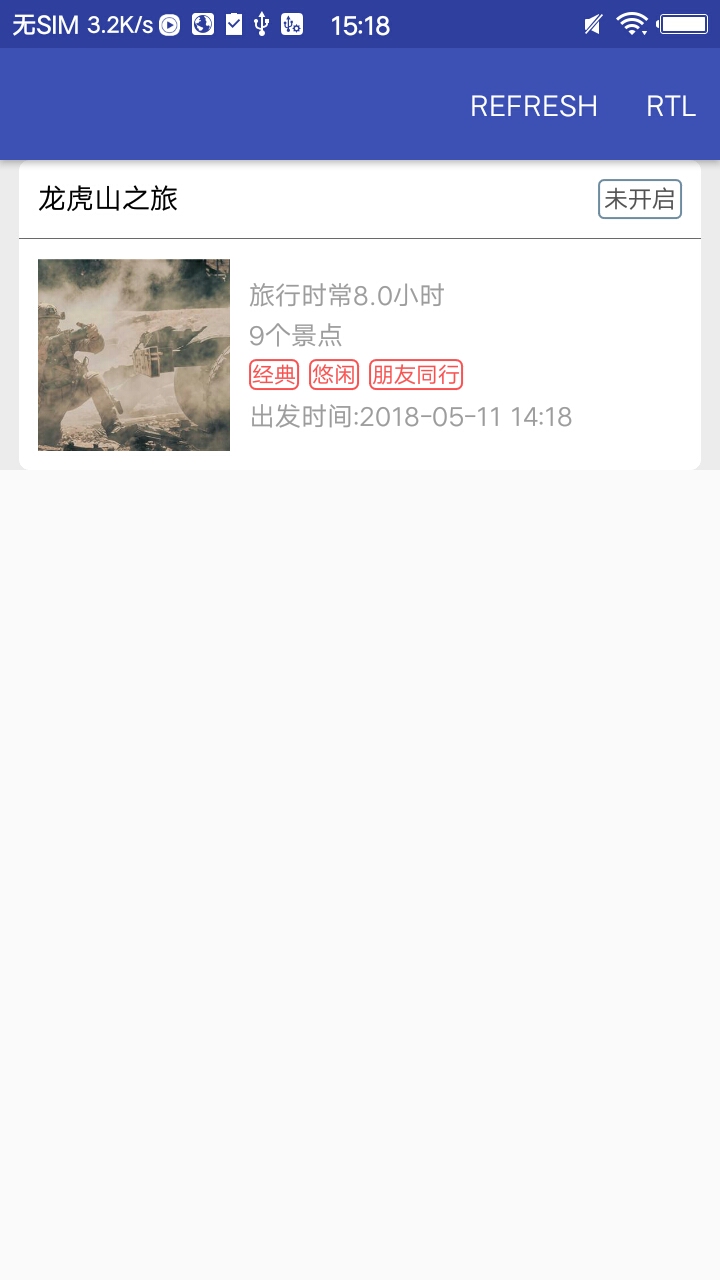 无SIM 3.2K/s 15:18
REFRESH RTL
龙虎山之旅 未开启
旅行时常8.0小时
9个景点
经典 悠闲 朋友同行
出发时间:2018-05-11 14:18